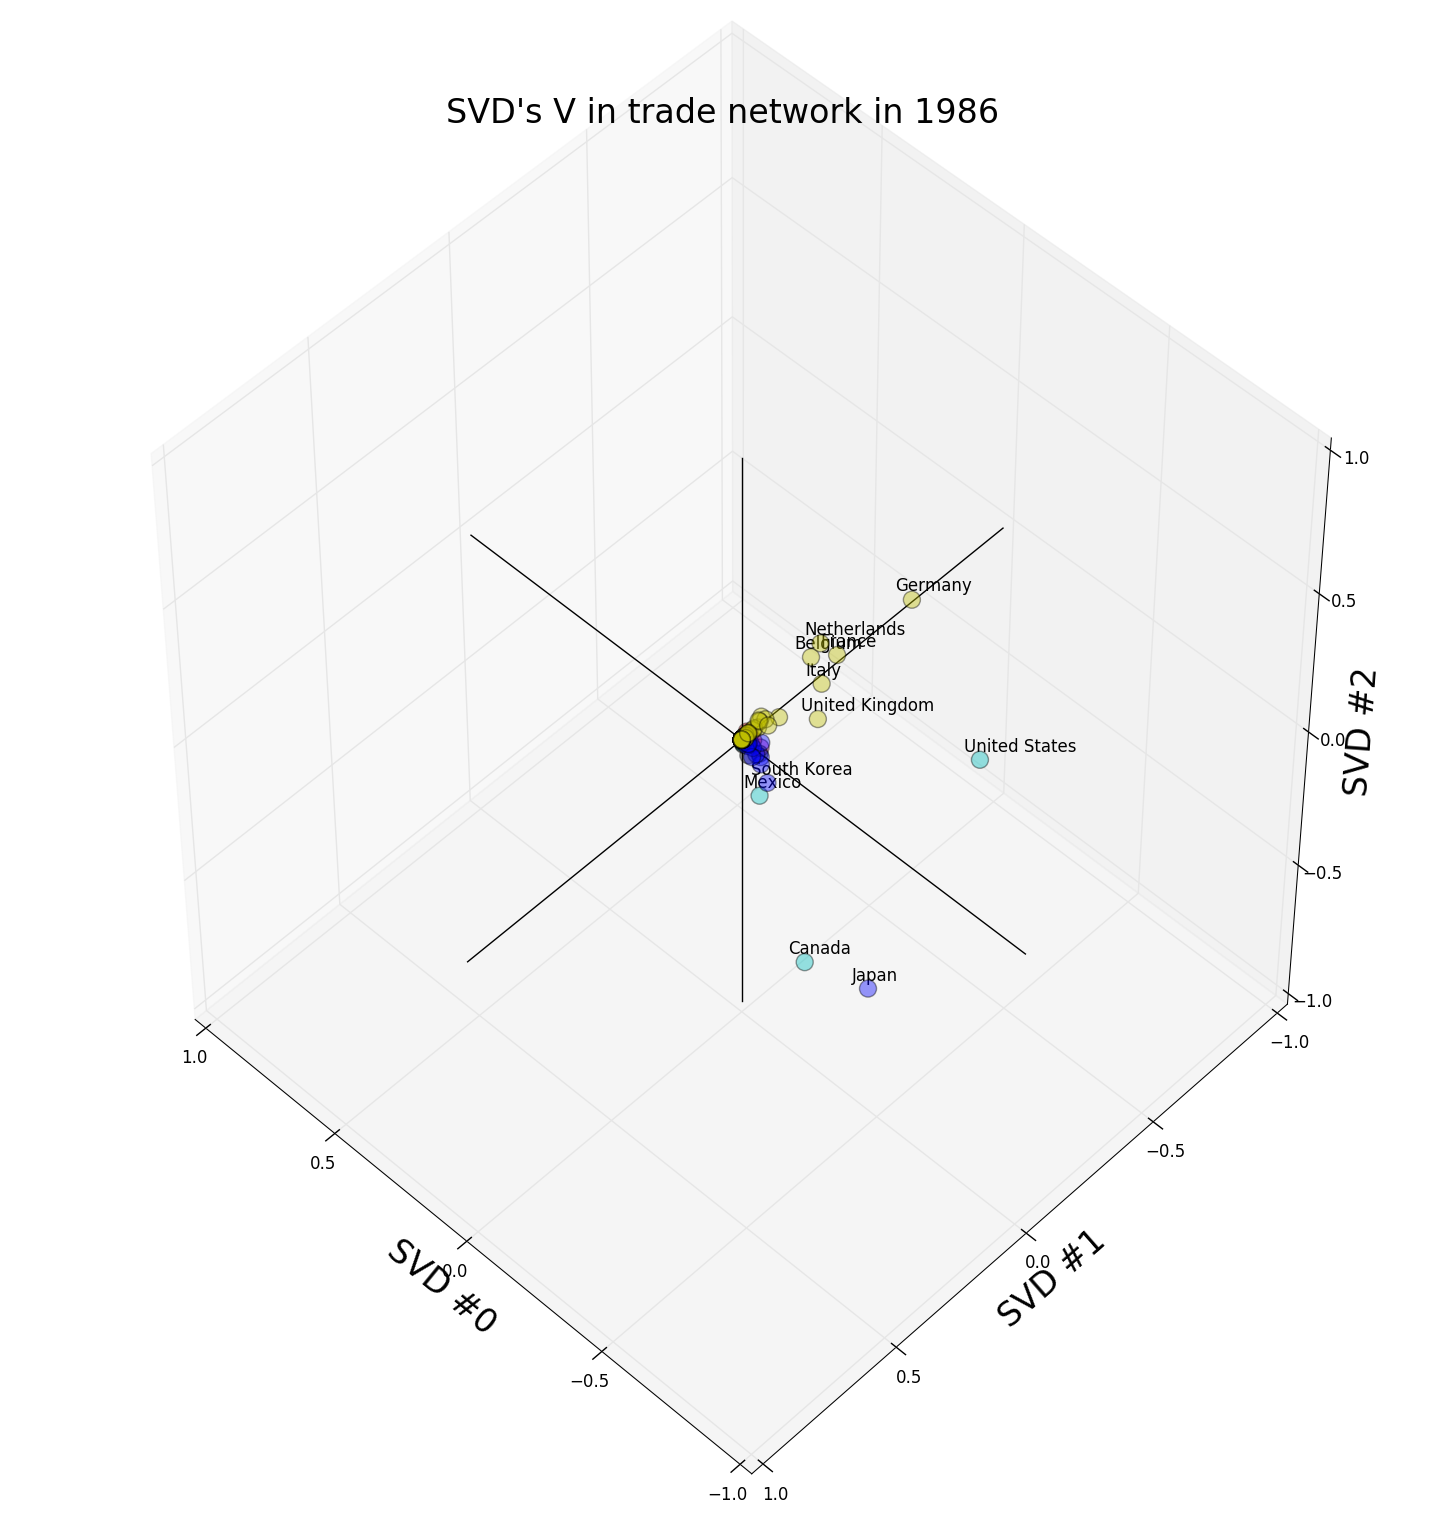 SVD's V in trade network in 1986
Germany
Netherlands
France
Belgium
Italy
United Kingdom
United States
South Korea
Mexico
Canada
Japan
1.0
0.5
0.0
−0.5
−1.0
SVD #2
1.0
0.5
0.0
−0.5
−1.0
SVD #0
−1.0
−0.5
0.0
0.5
1.0
SVD #1